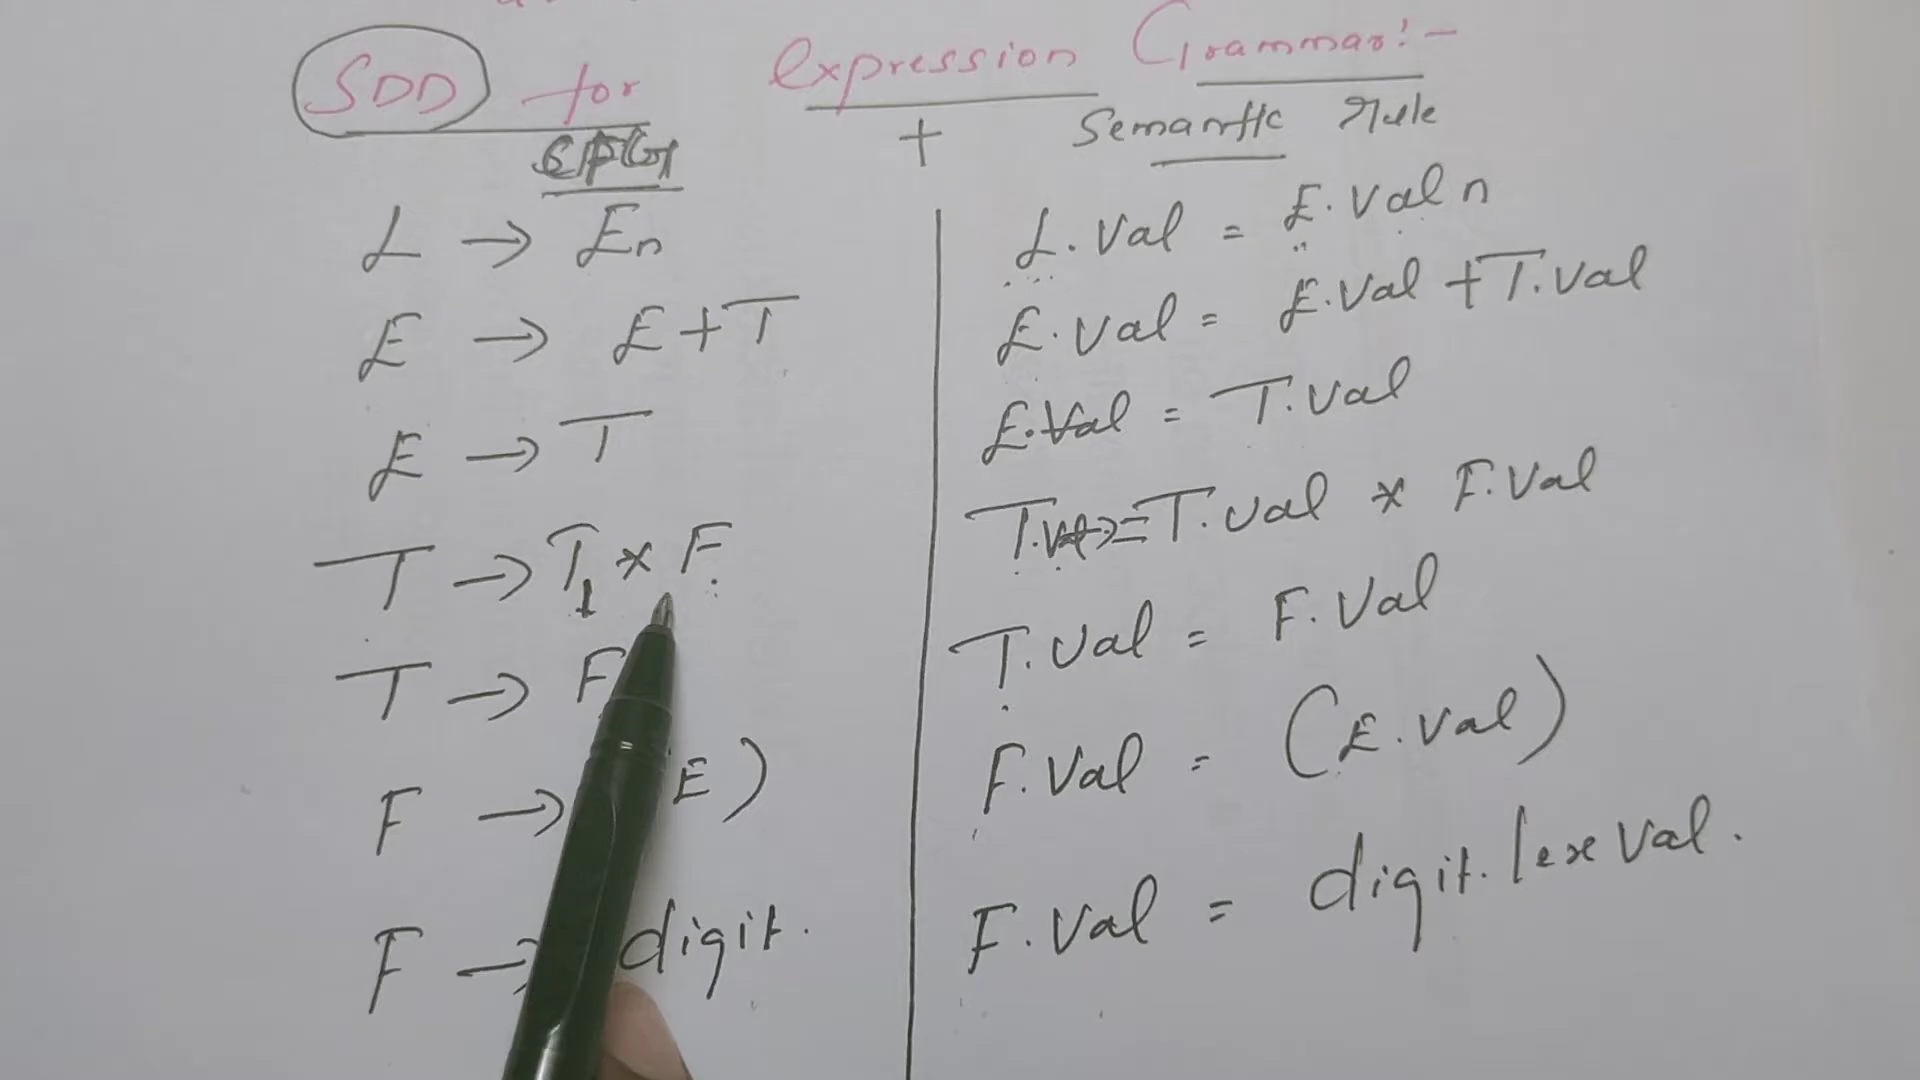 SDD for Expression Grammar:-
CFG + Semantic rule
L → En L.Val = E.Val n
E → E+T E.Val = E.Val + T.Val
E → T E.Val = T.Val
T → T1 * F T.Val = T.Val * F.Val
T → F T.Val = F.Val
F → E) F.Val = (E.Val)
F → digit. F.Val = digit.lexVal.